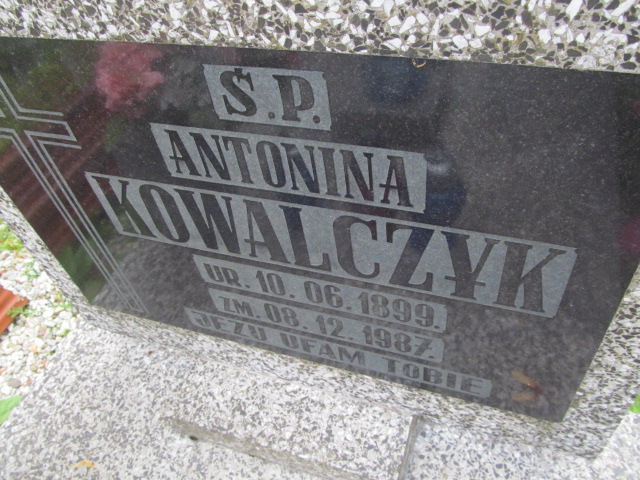 Ś.P.
ANTONINA
KOWALCZYK
UR. 10.06.1899.
ZM. 08.12.1987.
JEZU UFAM TOBIE